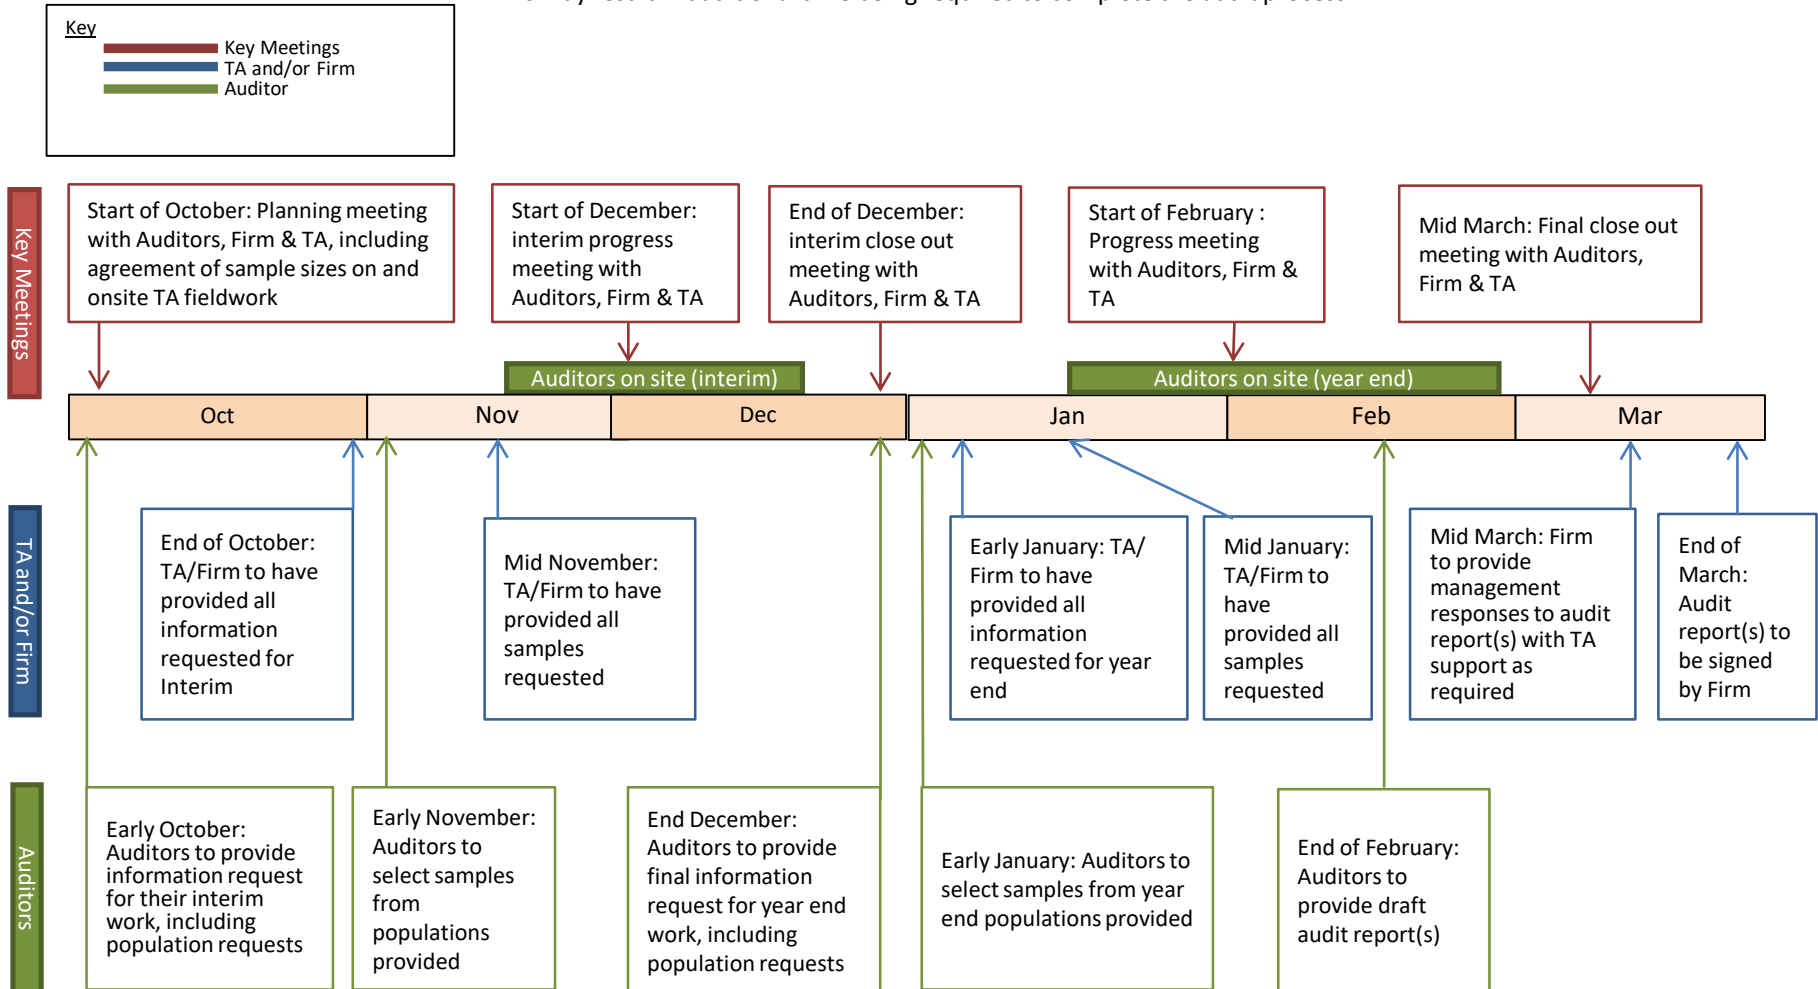 Key
Key Meetings
TA and/or Firm
Auditor
Key Meetings
Start of October: Planning meeting
with Auditors, Firm & TA, including
agreement of sample sizes on and
onsite TA fieldwork
Start of December:
interim progress
meeting with
Auditors, Firm & TA
End of December:
interim close out
meeting with
Auditors, Firm & TA
Start of February :
Progress meeting
with Auditors, Firm &
TA
Mid March: Final close out
meeting with Auditors,
Firm & TA
Auditors on site (interim)
Auditors on site (year end)
Oct
Nov
Dec
Jan
Feb
Mar
TA and/or Firm
End of October:
TA/Firm to have
provided all
information
requested for
Interim
Mid November:
TA/Firm to have
provided all
samples
requested
Early January: TA/
Firm to have
provided all
information
requested for year
end
Mid January:
TA/Firm to
have
provided all
samples
requested
Mid March: Firm
to provide
management
responses to audit
report(s) with TA
support as
required
End of
March:
Audit
report(s) to
be signed
by Firm
Auditors
Early October:
Auditors to provide
information request
for their interim
work, including
population requests
Early November:
Auditors to
select samples
from
populations
provided
End December:
Auditors to provide
final information
request for year end
work, including
population requests
Early January: Auditors to
select samples from year
end populations provided
End of February:
Auditors to
provide draft
audit report(s)